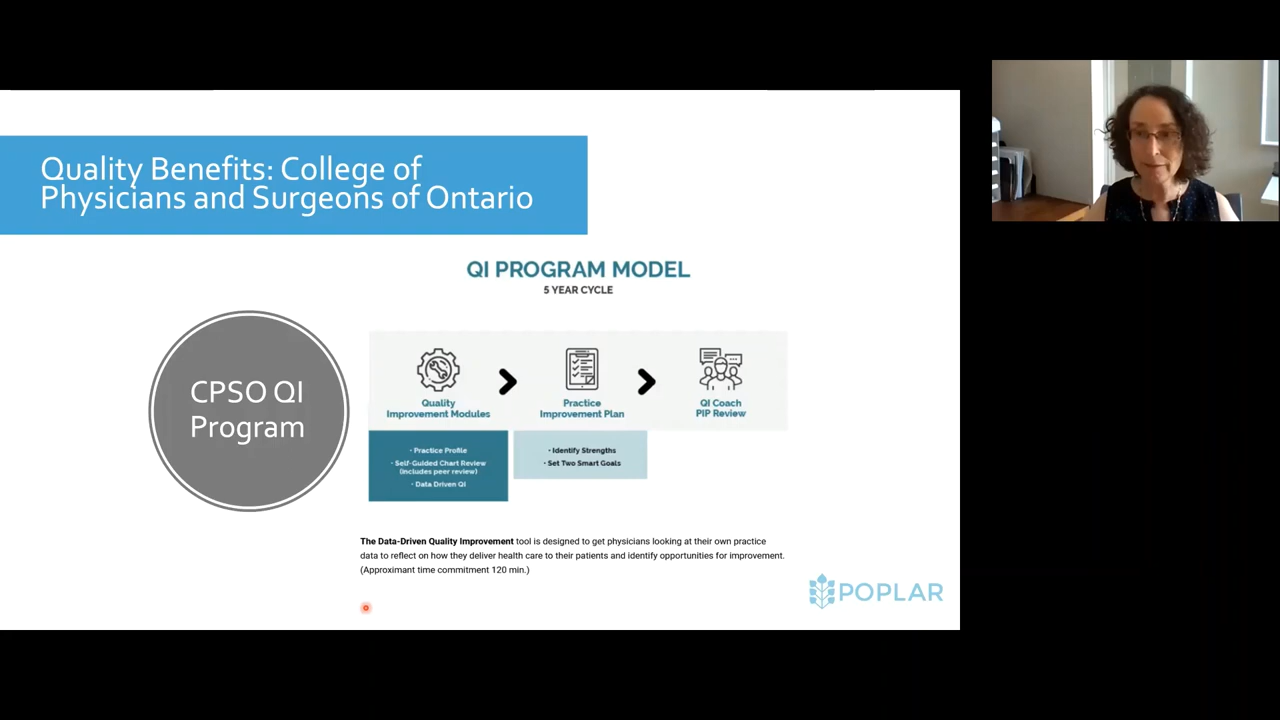 Quality Benefits: College of
Physicians and Surgeons of Ontario
QI PROGRAM MODEL
5 YEAR CYCLE
CPSO QI
Program
Quality
Improvement Modules
Practice
Improvement Plan
QI Coach
PIP Review
• Practice Profile
• Self-Guided Chart Review
(includes peer review)
• Data Driven QI
• Identify Strengths
• Set Two Smart Goals
The Data-Driven Quality Improvement tool is designed to get physicians looking at their own practice
data to reflect on how they deliver health care to their patients and identify opportunities for improvement.
(Approximant time commitment 120 min.)
POPLAR